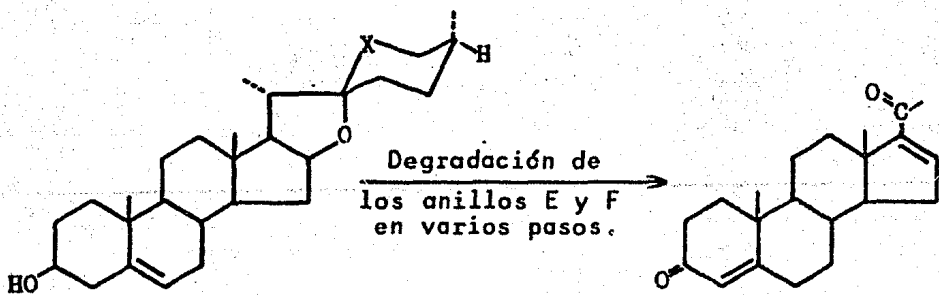 X
H
O
HO
Degradación de
los anillos E y F
en varios pasos.
O
C
O